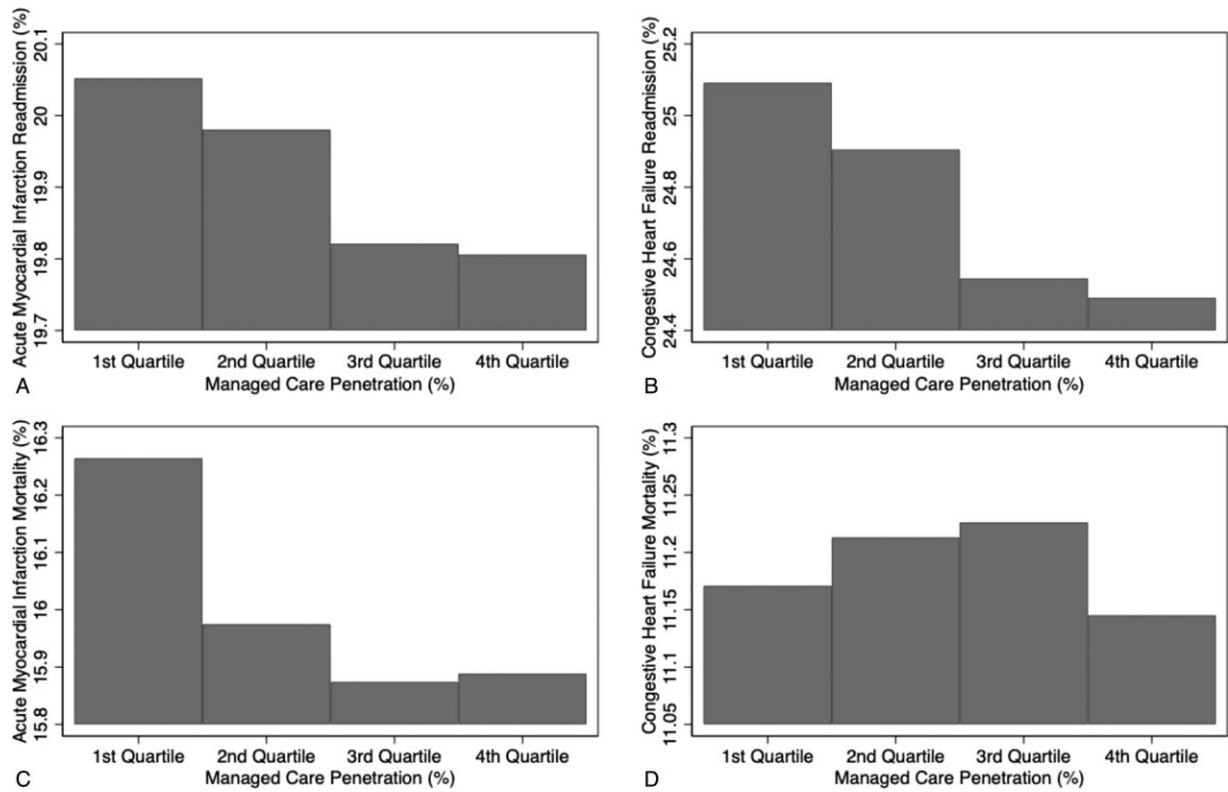 Acute Myocardial Infarction Readmission (%)
20.1
20
19.9
19.8
19.7
1st Quartile 2nd Quartile 3rd Quartile 4th Quartile
Managed Care Penetration (%)
A
Congestive Heart Failure Readmission (%)
25.2
25
24.8
24.6
24.4
1st Quartile 2nd Quartile 3rd Quartile 4th Quartile
Managed Care Penetration (%)
B
Acute Myocardial Infarction Mortality (%)
16.3
16.2
16.1
16
15.9
15.8
1st Quartile 2nd Quartile 3rd Quartile 4th Quartile
Managed Care Penetration (%)
C
Congestive Heart Failure Mortality (%)
11.3
11.25
11.2
11.15
11.1
11.05
1st Quartile 2nd Quartile 3rd Quartile 4th Quartile
Managed Care Penetration (%)
D